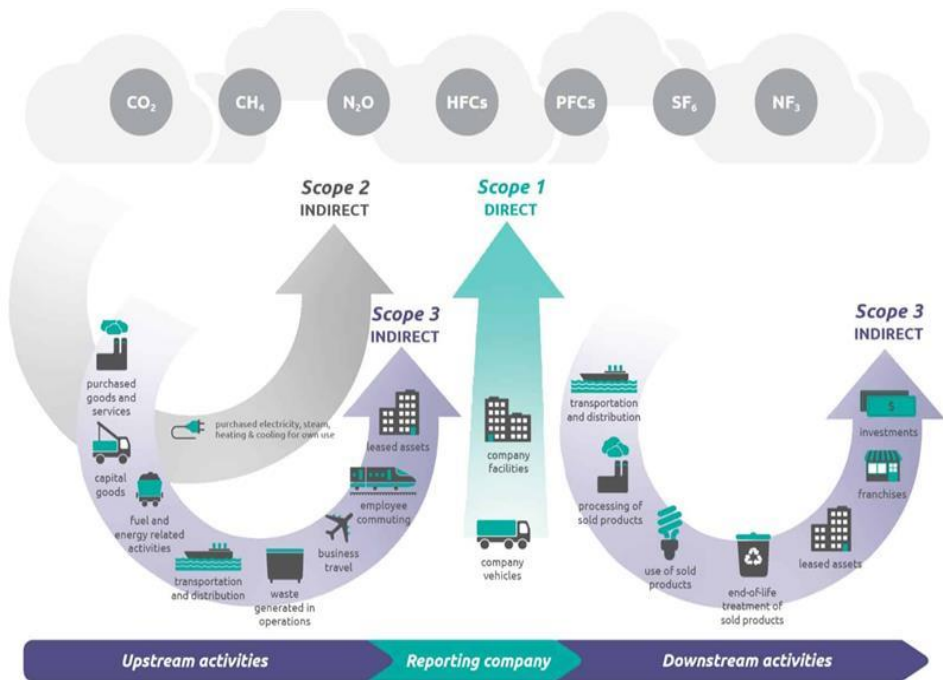 CO₂
CH₄
N₂O
HFCs
PFCs
SF₆
NF₃
Scope 2
INDIRECT
Scope 1
DIRECT
Scope 3
INDIRECT
Scope 3
INDIRECT
purchased
goods and
services
capital
goods
fuel and
energy related
activities
transportation
and distribution
waste
generated in
operations
business
travel
employee
commuting
leased assets
purchased electricity, steam,
heating & cooling for own use
company
facilities
company
vehicles
transportation
and distribution
processing of
sold products
use of sold
products
end-of-life
treatment of
sold products
leased assets
franchises
$
investments
Upstream activities
Reporting company
Downstream activities